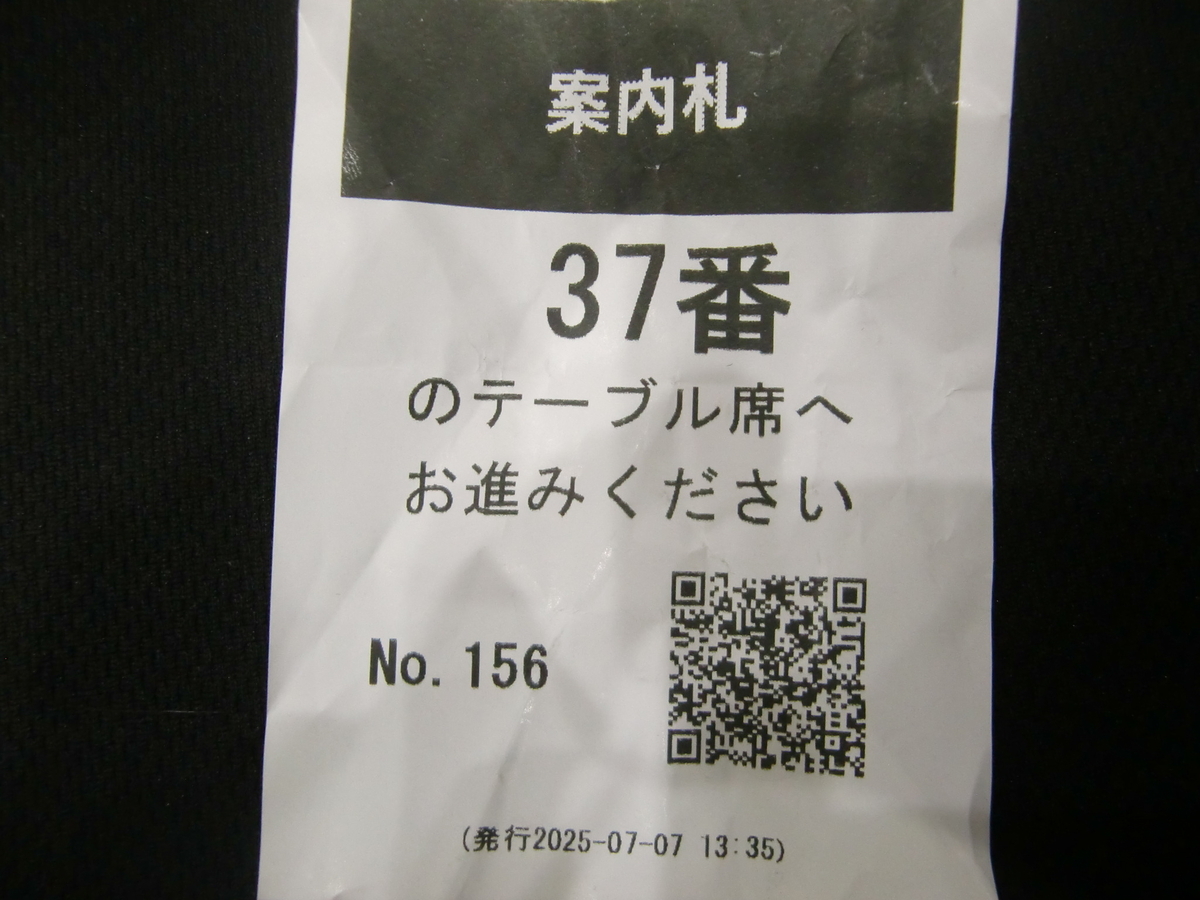 案内札
37番
のテーブル席へ
お進みください
No.156
(発行2025-07-07 13:35)